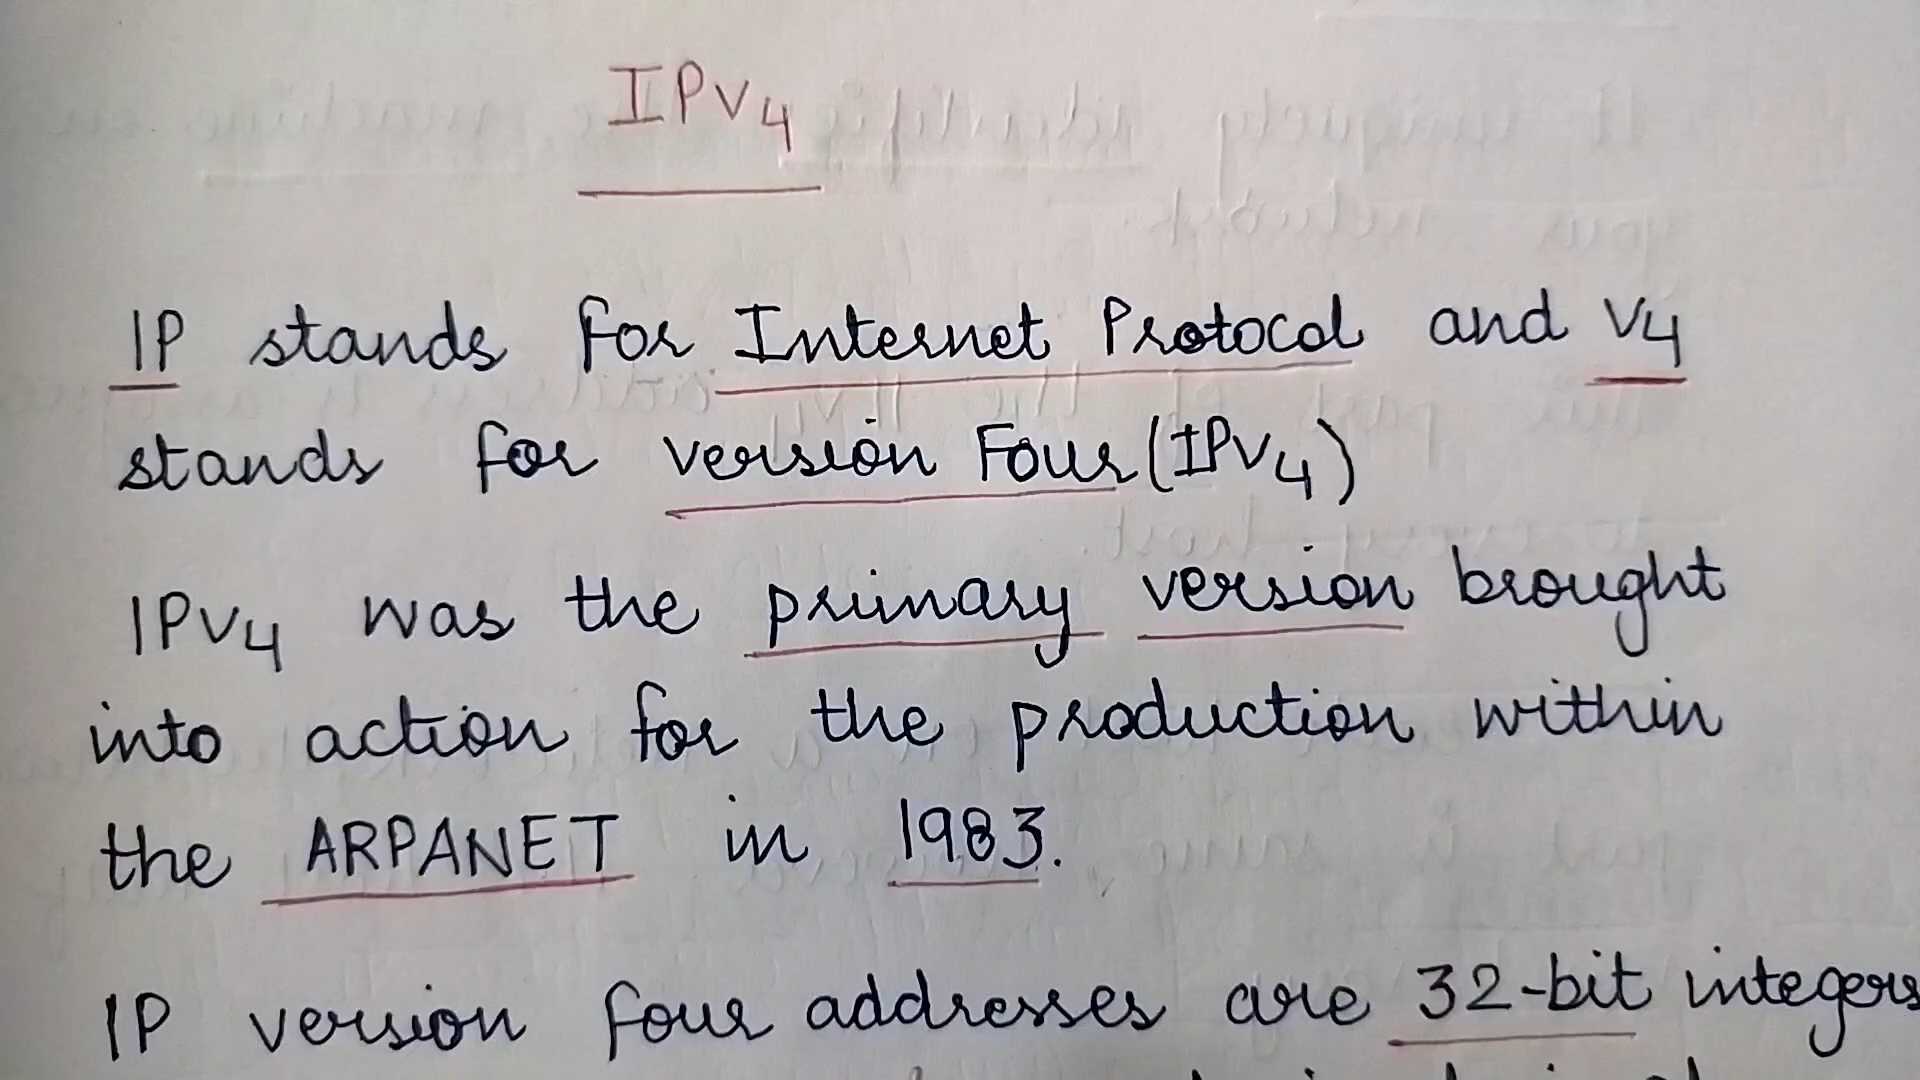 IPv4
IP stands for Internet Protocol and v4
stands for version Four (IPv4)
IPv4 was the primary version brought
into action for the production within
the ARPANET in 1983.
IP version four addresses are 32-bit integers